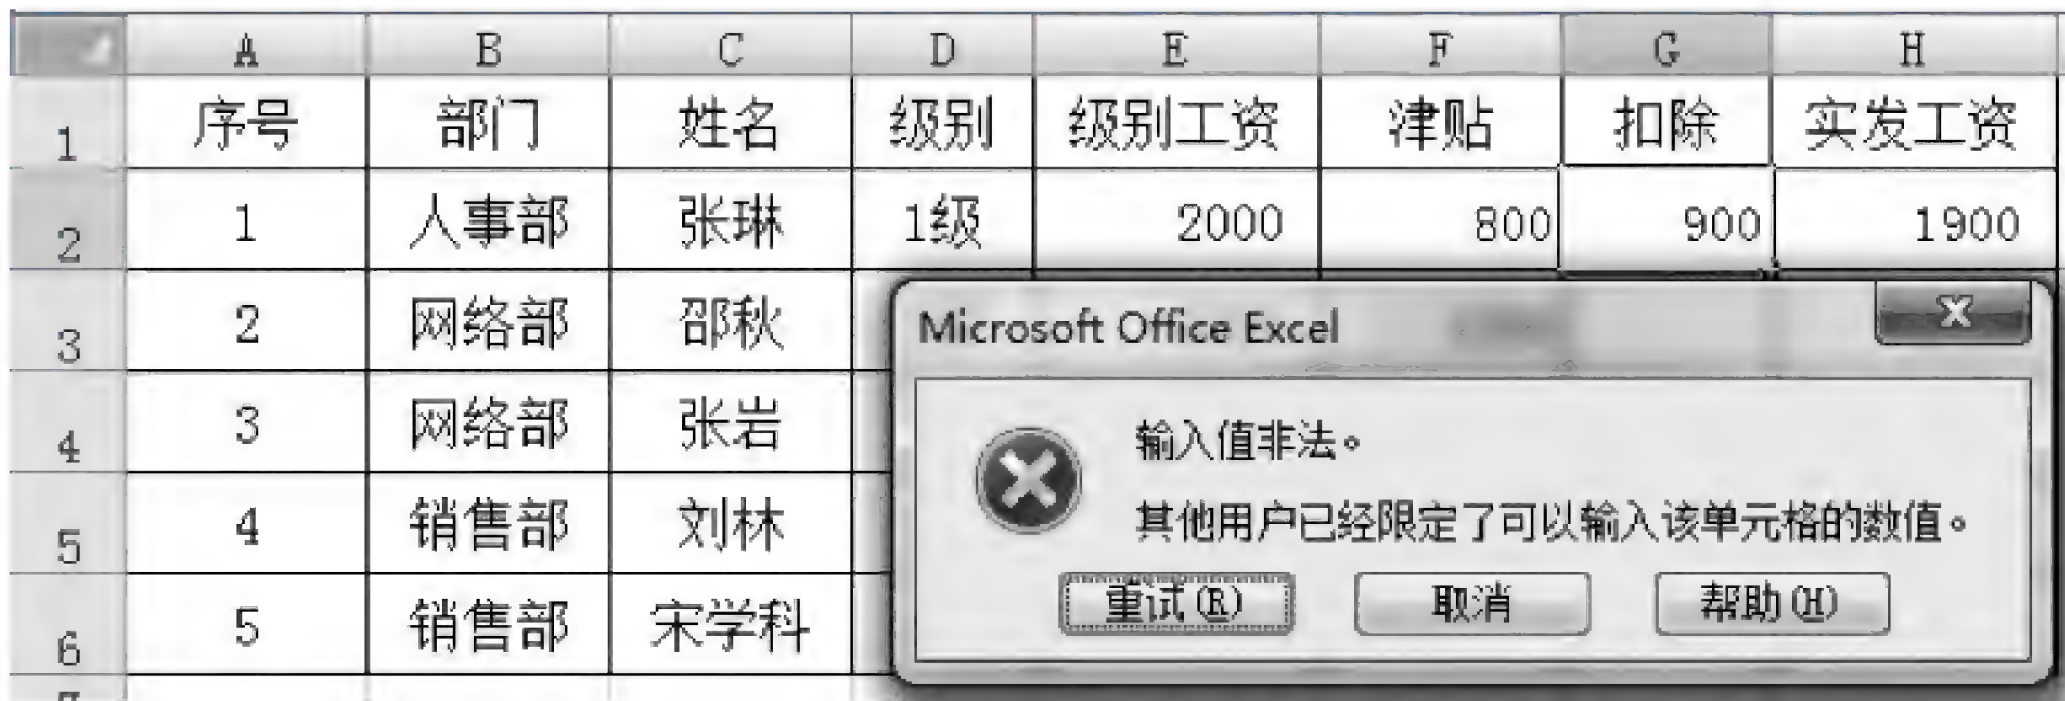 A B C D E F G H
1 序号 部门 姓名 级别 级别工资 津贴 扣除 实发工资
2 1 人事部 张琳 1级 2000 800 900 1900
3 2 网络部 邵秋
Microsoft Office Excel
4 3 网络部 张岩
输入值非法。
5 4 销售部 刘林
其他用户已经限定了可以输入该单元格的数值。
6 5 销售部 宋学科
重试(R) 取消 帮助(H)